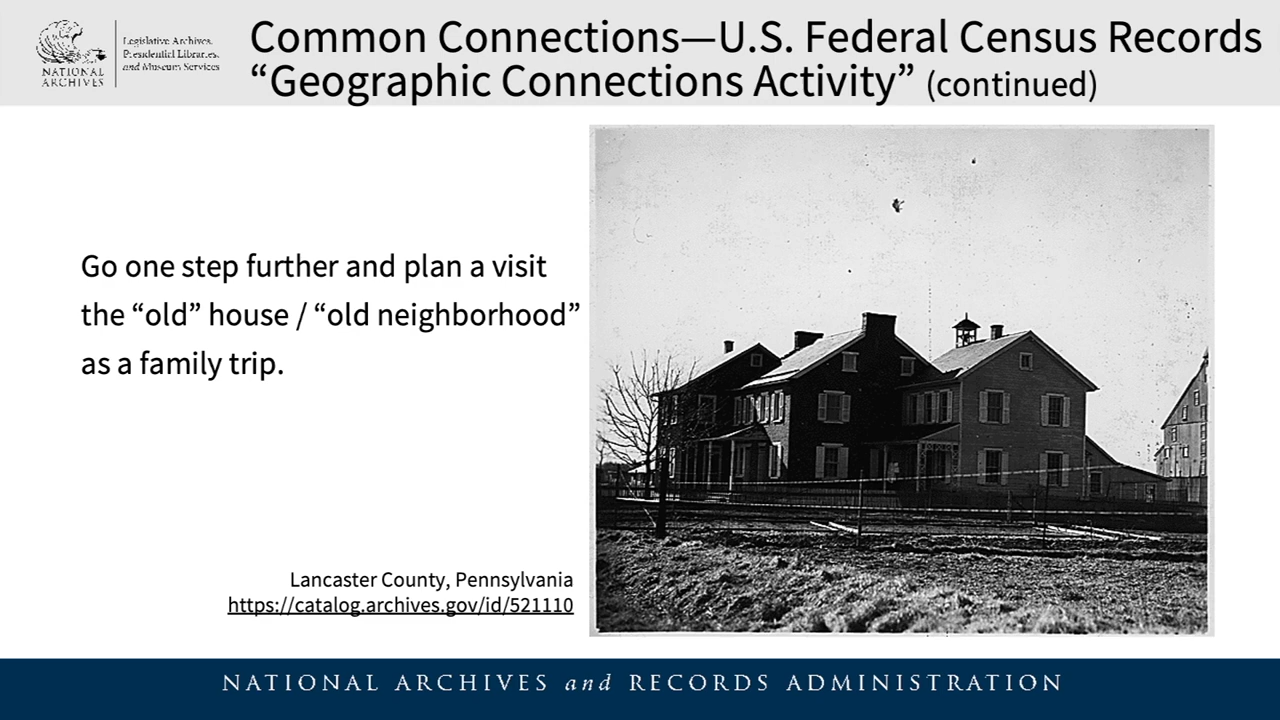 NATIONAL
ARCHIVES
Legislative Archives,
Presidential Libraries,
and Museum Services
Common Connections—U.S. Federal Census Records
“Geographic Connections Activity” (continued)
Go one step further and plan a visit
the “old” house / “old neighborhood”
as a family trip.
Lancaster County, Pennsylvania
https://catalog.archives.gov/id/521110
NATIONAL ARCHIVES and RECORDS ADMINISTRATION